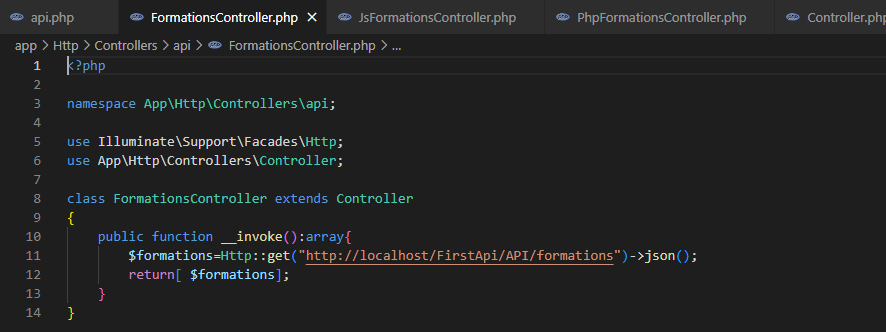 api.php FormationsController.php × JsFormationsController.php PhpFormationsController.php Controller.php
app > Http > Controllers > api > FormationsController.php > ...
1 <?php
2
3 namespace App\Http\Controllers\api;
4
5 use Illuminate\Support\Facades\Http;
6 use App\Http\Controllers\Controller;
7
8 class FormationsController extends Controller
9 {
10 public function __invoke():array{
11 $formations=Http::get("http://localhost/FirstApi/API/formations")->json();
12 return[ $formations];
13 }
14 }